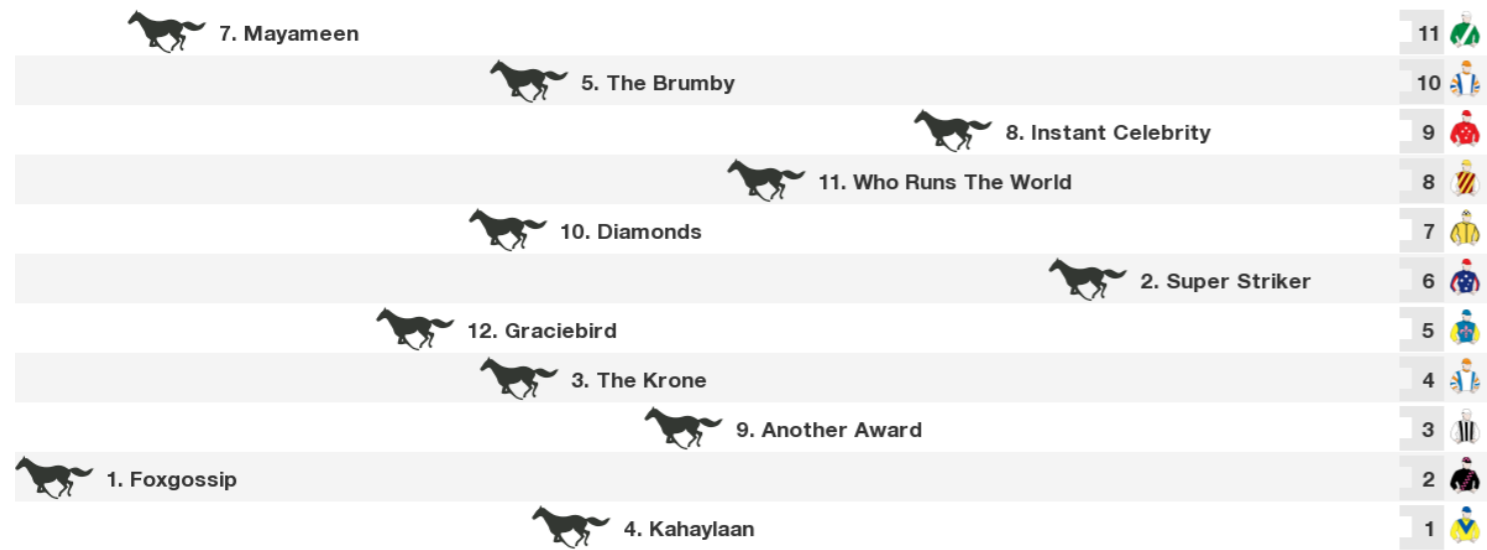 7. Mayameen 11
5. The Brumby 10
8. Instant Celebrity 9
11. Who Runs The World 8
10. Diamonds 7
2. Super Striker 6
12. Graciebird 5
3. The Krone 4
9. Another Award 3
1. Foxgossip 2
4. Kahaylaan 1